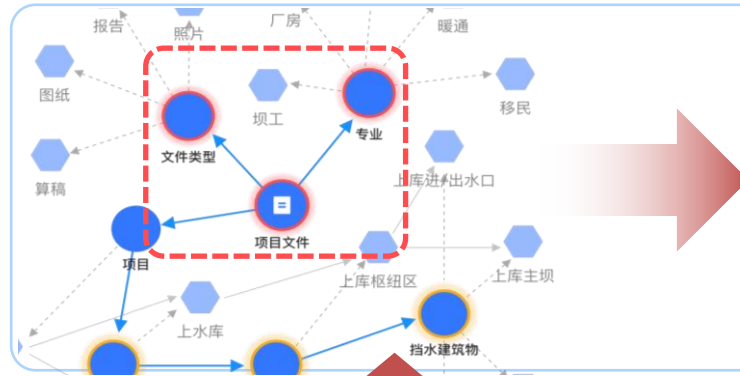 报告
照片
厂房
暖通
图纸
坝工
移民
专业
文件类型
算稿
上库进/出水口
项目文件
项目
上库枢纽区
上库主坝
上水库
挡水建筑物